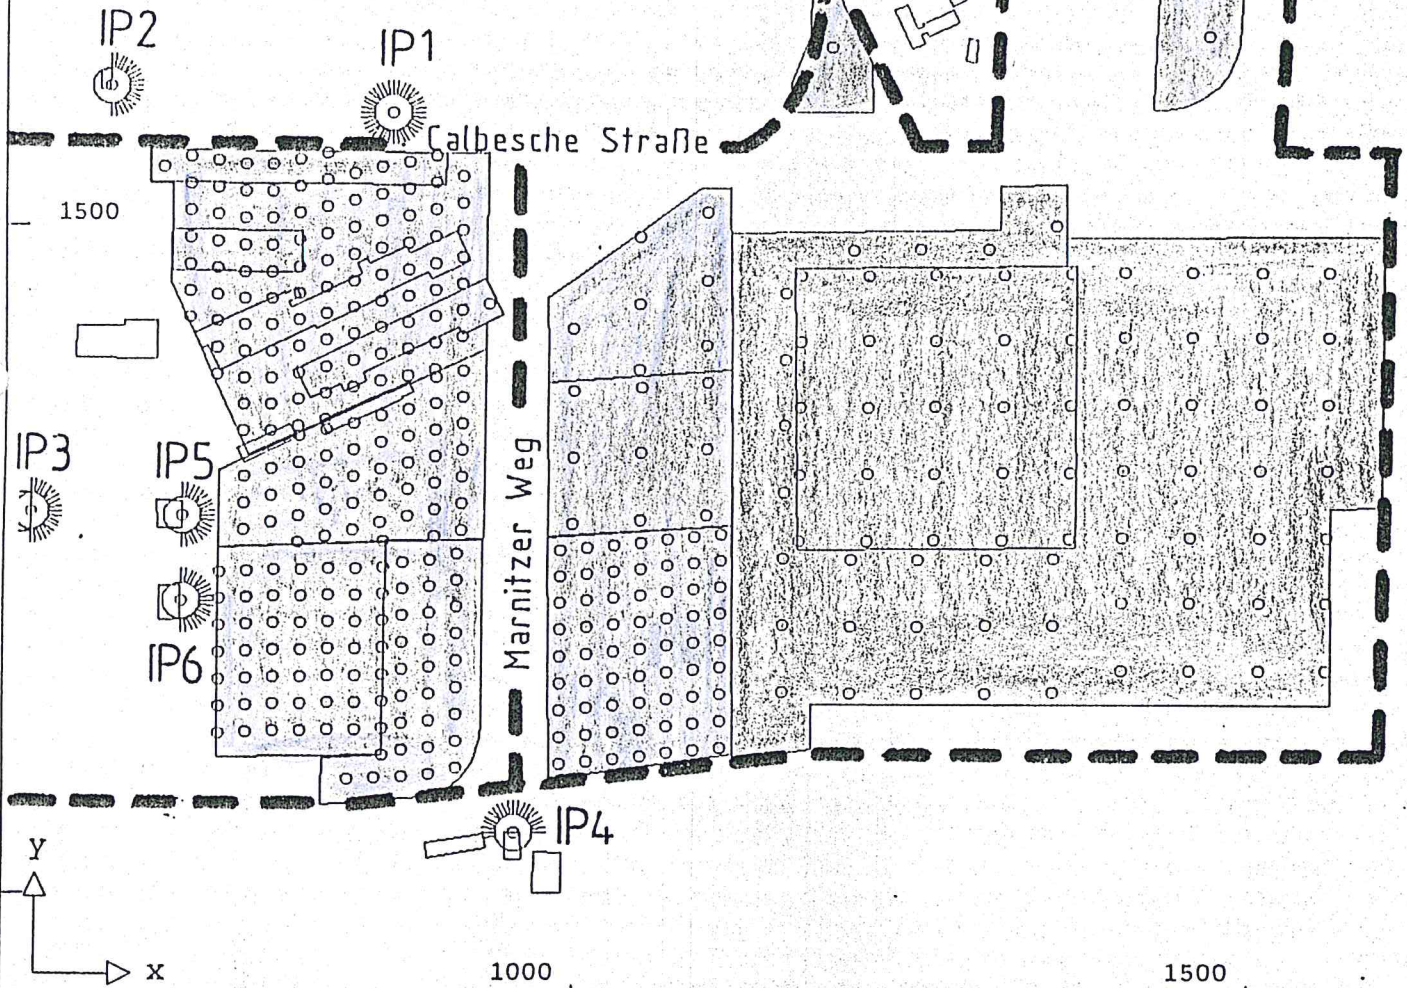 IP2
IP1
Calbesche Straße
1500
Marnitzer Weg
IP3
IP5
IP6
IP4
Y
x
1000
1500